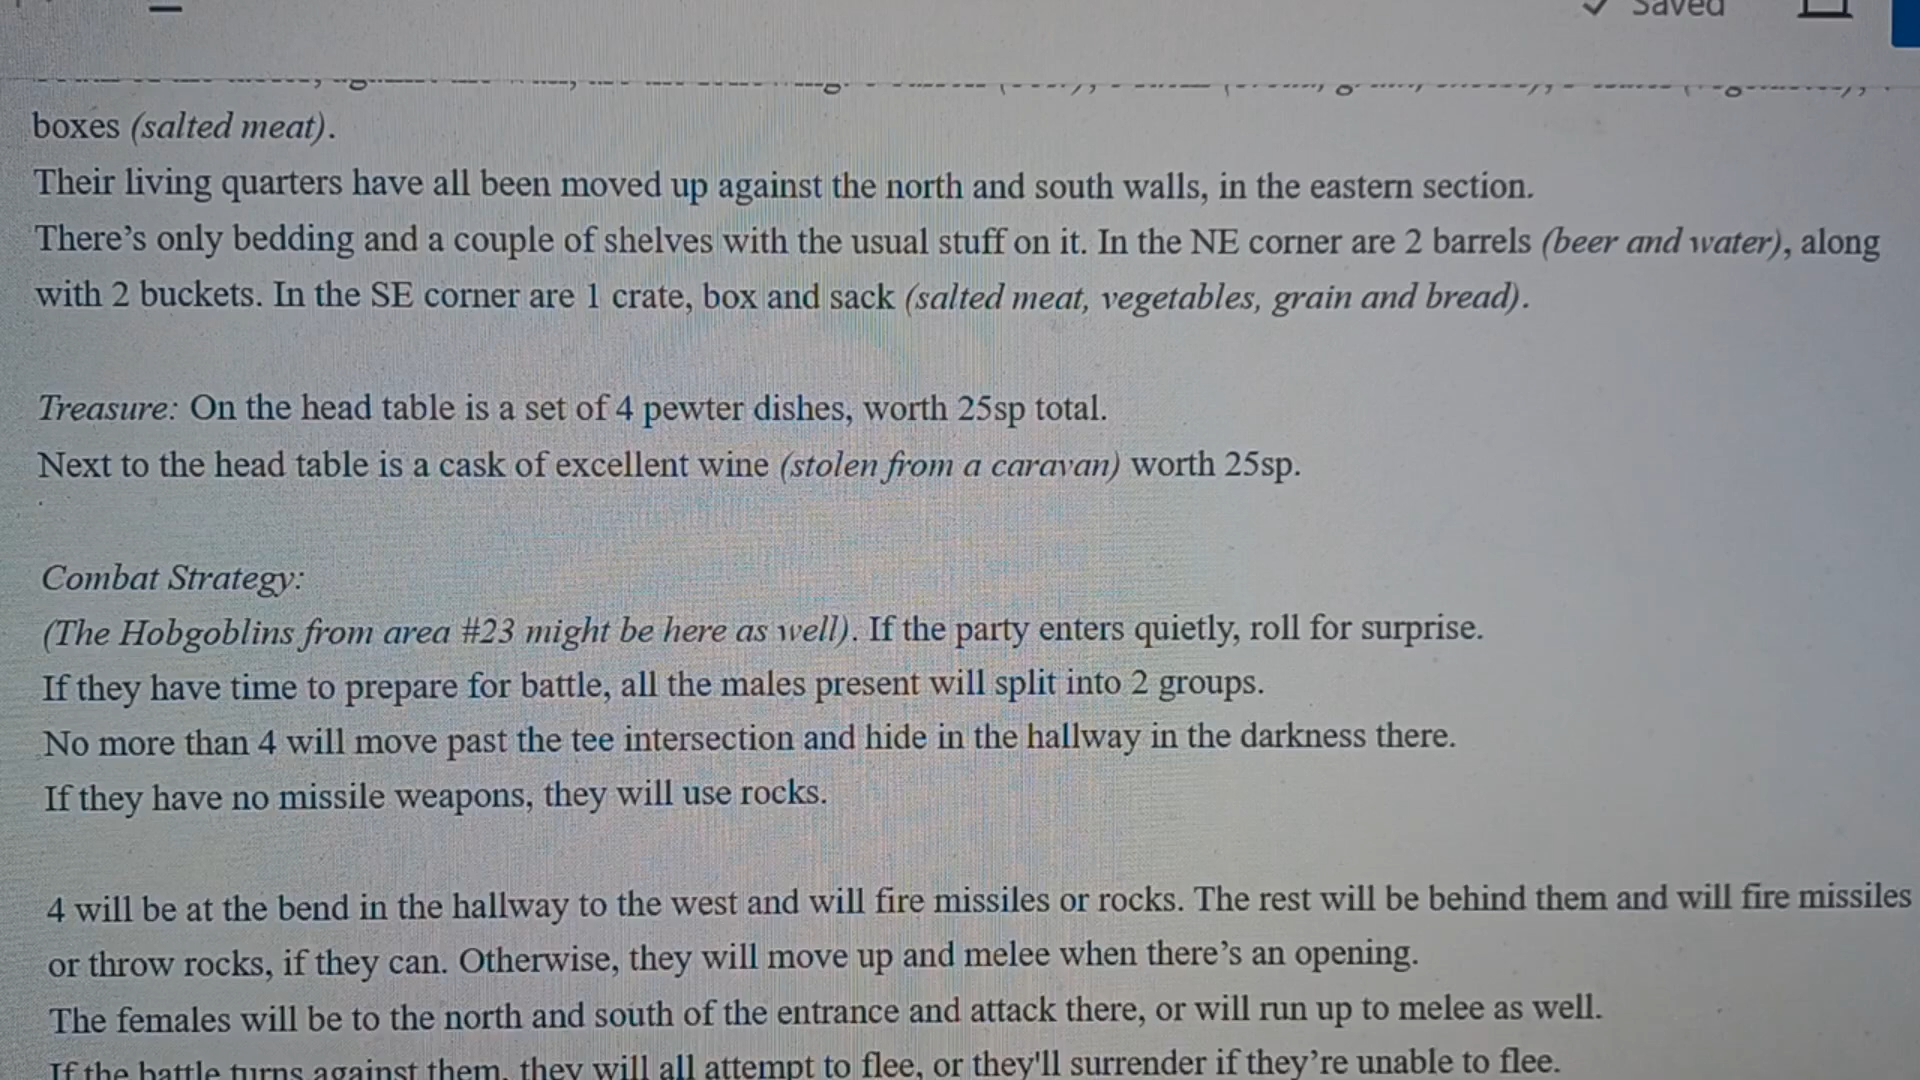 Saved
boxes (salted meat).
Their living quarters have all been moved up against the north and south walls, in the eastern section.
There’s only bedding and a couple of shelves with the usual stuff on it. In the NE corner are 2 barrels (beer and water), along
with 2 buckets. In the SE corner are 1 crate, box and sack (salted meat, vegetables, grain and bread).
Treasure: On the head table is a set of 4 pewter dishes, worth 25sp total.
Next to the head table is a cask of excellent wine (stolen from a caravan) worth 25sp.
Combat Strategy:
(The Hobgoblins from area #23 might be here as well). If the party enters quietly, roll for surprise.
If they have time to prepare for battle, all the males present will split into 2 groups.
No more than 4 will move past the tee intersection and hide in the hallway in the darkness there.
If they have no missile weapons, they will use rocks.
4 will be at the bend in the hallway to the west and will fire missiles or rocks. The rest will be behind them and will fire missiles
or throw rocks, if they can. Otherwise, they will move up and melee when there’s an opening.
The females will be to the north and south of the entrance and attack there, or will run up to melee as well.
If the battle turns against them, they will all attempt to flee, or they'll surrender if they’re unable to flee.